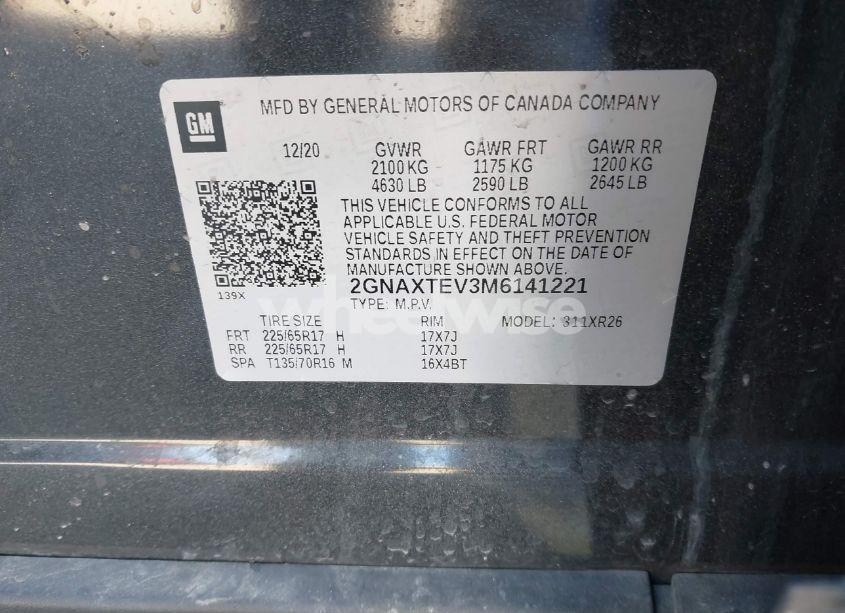 GM
MFD BY GENERAL MOTORS OF CANADA COMPANY
12/20 GVWR GAWR FRT GAWR RR
2100 KG 1175 KG 1200 KG
4630 LB 2590 LB 2645 LB
THIS VEHICLE CONFORMS TO ALL
APPLICABLE U.S. FEDERAL MOTOR
VEHICLE SAFETY AND THEFT PREVENTION
STANDARDS IN EFFECT ON THE DATE OF
MANUFACTURE SHOWN ABOVE.
139X
2GNAXTEV3M6141221
TYPE: M.P.V.
wheewise
TIRE SIZE RIM MODEL: 311XR26
FRT 225/65R17 H 17X7J
RR 225/65R17 H 17X7J
SPA T135/70R16 M 16X4BT